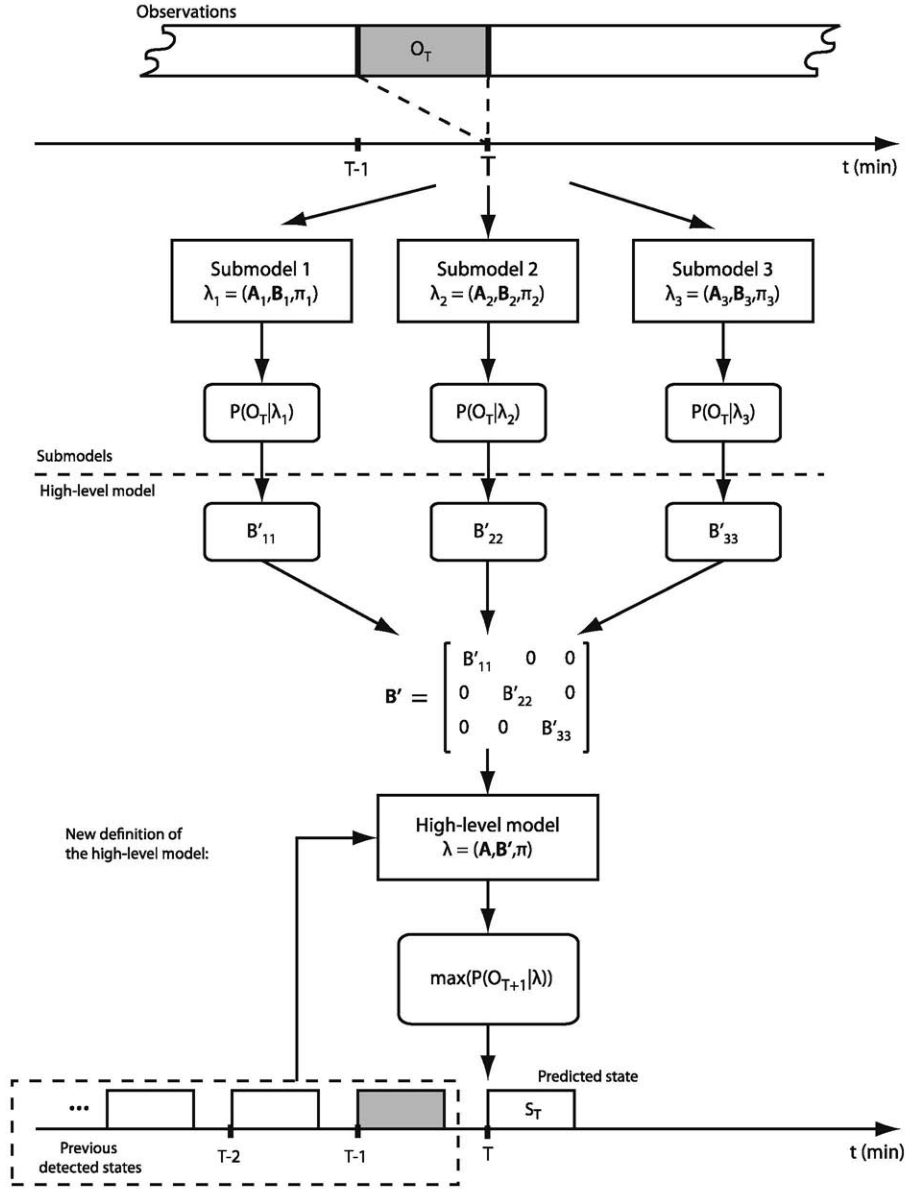 Observations
O_T
T-1
T
t (min)
Submodel 1
λ₁ = (A₁,B₁,π₁)
Submodel 2
λ₂ = (A₂,B₂,π₂)
Submodel 3
λ₃ = (A₃,B₃,π₃)
P(O_T|λ₁)
P(O_T|λ₂)
P(O_T|λ₃)
Submodels
High-level model
B'₁₁
B'₂₂
B'₃₃
B' =
B'₁₁ 0 0
0 B'₂₂ 0
0 0 B'₃₃
New definition of
the high-level model:
High-level model
λ = (A,B',π)
max(P(O_{T+1}|λ))
Predicted state
...
S_T
Previous
detected states
T-2
T-1
T
t (min)